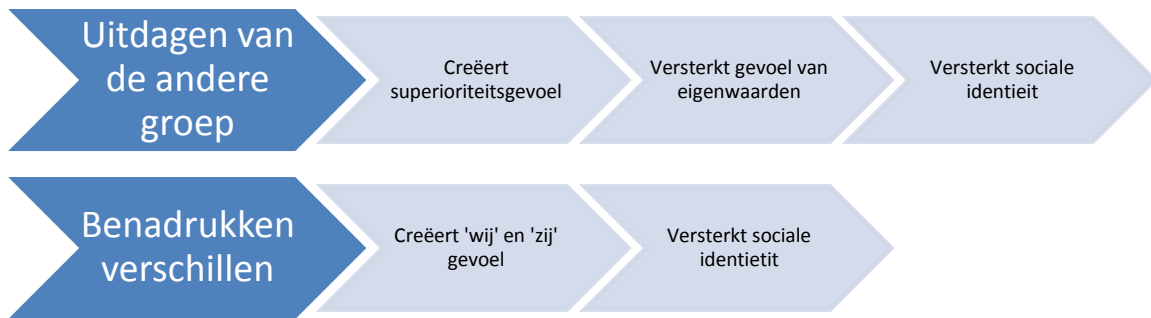 Uitdagen van
de andere
groep
Creëert
superioriteitsgevoel
Versterkt gevoel van
eigenwaarden
Versterkt sociale
identieit
Benadrukken
verschillen
Creëert 'wij' en 'zij'
gevoel
Versterkt sociale
identietit